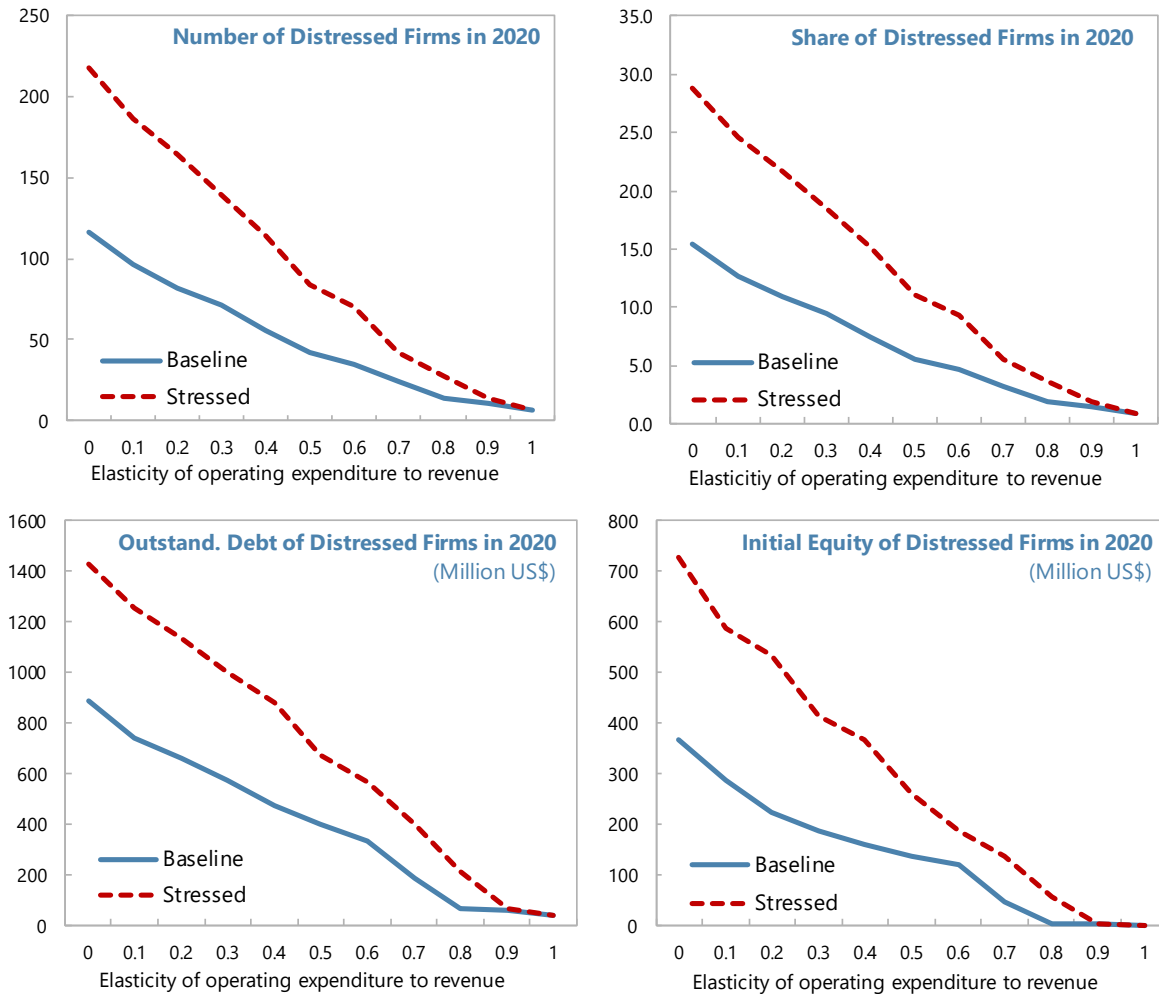 Number of Distressed Firms in 2020
250
200
150
100
50
0
Baseline
Stressed
0 0.1 0.2 0.3 0.4 0.5 0.6 0.7 0.8 0.9 1
Elasticity of operating expenditure to revenue
Share of Distressed Firms in 2020
35.0
30.0
25.0
20.0
15.0
10.0
5.0
0.0
Baseline
Stressed
0 0.1 0.2 0.3 0.4 0.5 0.6 0.7 0.8 0.9 1
Elasticitiy of operating expenditure to revenue
Outstand. Debt of Distressed Firms in 2020
(Million US$)
1600
1400
1200
1000
800
600
400
200
0
Baseline
Stressed
0 0.1 0.2 0.3 0.4 0.5 0.6 0.7 0.8 0.9 1
Elasticity of operating expenditure to revenue
Initial Equity of Distressed Firms in 2020
(Million US$)
800
700
600
500
400
300
200
100
0
Baseline
Stressed
0 0.1 0.2 0.3 0.4 0.5 0.6 0.7 0.8 0.9 1
Elasticity of operating expenditure to revenue